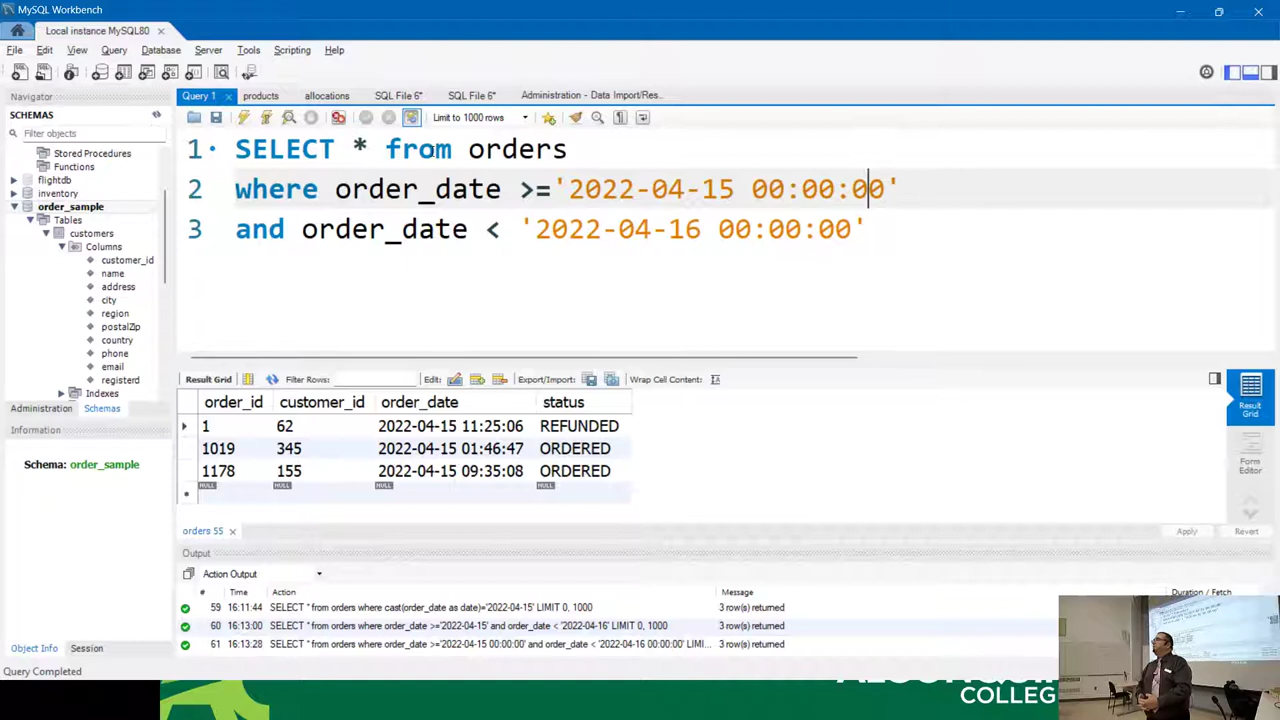 MySQL Workbench
Local instance MySQL80
File Edit View Query Database Server Tools Scripting Help
Navigator
SCHEMAS
Filter objects
Stored Procedures
Functions
flightdb
inventory
order_sample
Tables
customers
Columns
customer_id
name
address
city
region
postalZip
country
phone
email
registerd
Indexes
Administration Schemas
Information
Schema: order_sample
Object Info Session
Query Completed
Query 1 products allocations SQL File 6* SQL File 6* Administration - Data Import/Res...
Limit to 1000 rows
1 SELECT * from orders
2 where order_date >='2022-04-15 00:00:00'
3 and order_date < '2022-04-16 00:00:00'
Result Grid Filter Rows: Edit: Export/Import: Wrap Cell Content:
order_id customer_id order_date status
1 62 2022-04-15 11:25:06 REFUNDED
1019 345 2022-04-15 01:46:47 ORDERED
1178 155 2022-04-15 09:35:08 ORDERED
NULL NULL NULL NULL
Result Grid
Form Editor
orders 55 Apply Revert
Output
Action Output
# Time Action Message Duration / Fetch
59 16:11:44 SELECT * from orders where cast(order_date as date)='2022-04-15' LIMIT 0, 1000 3 row(s) returned
60 16:13:00 SELECT * from orders where order_date >='2022-04-15' and order_date < '2022-04-16' LIMIT 0, 1000 3 row(s) returned
61 16:13:28 SELECT * from orders where order_date >='2022-04-15 00:00:00' and order_date < '2022-04-16 00:00:00' LIMI... 3 row(s) returned
COLLEG